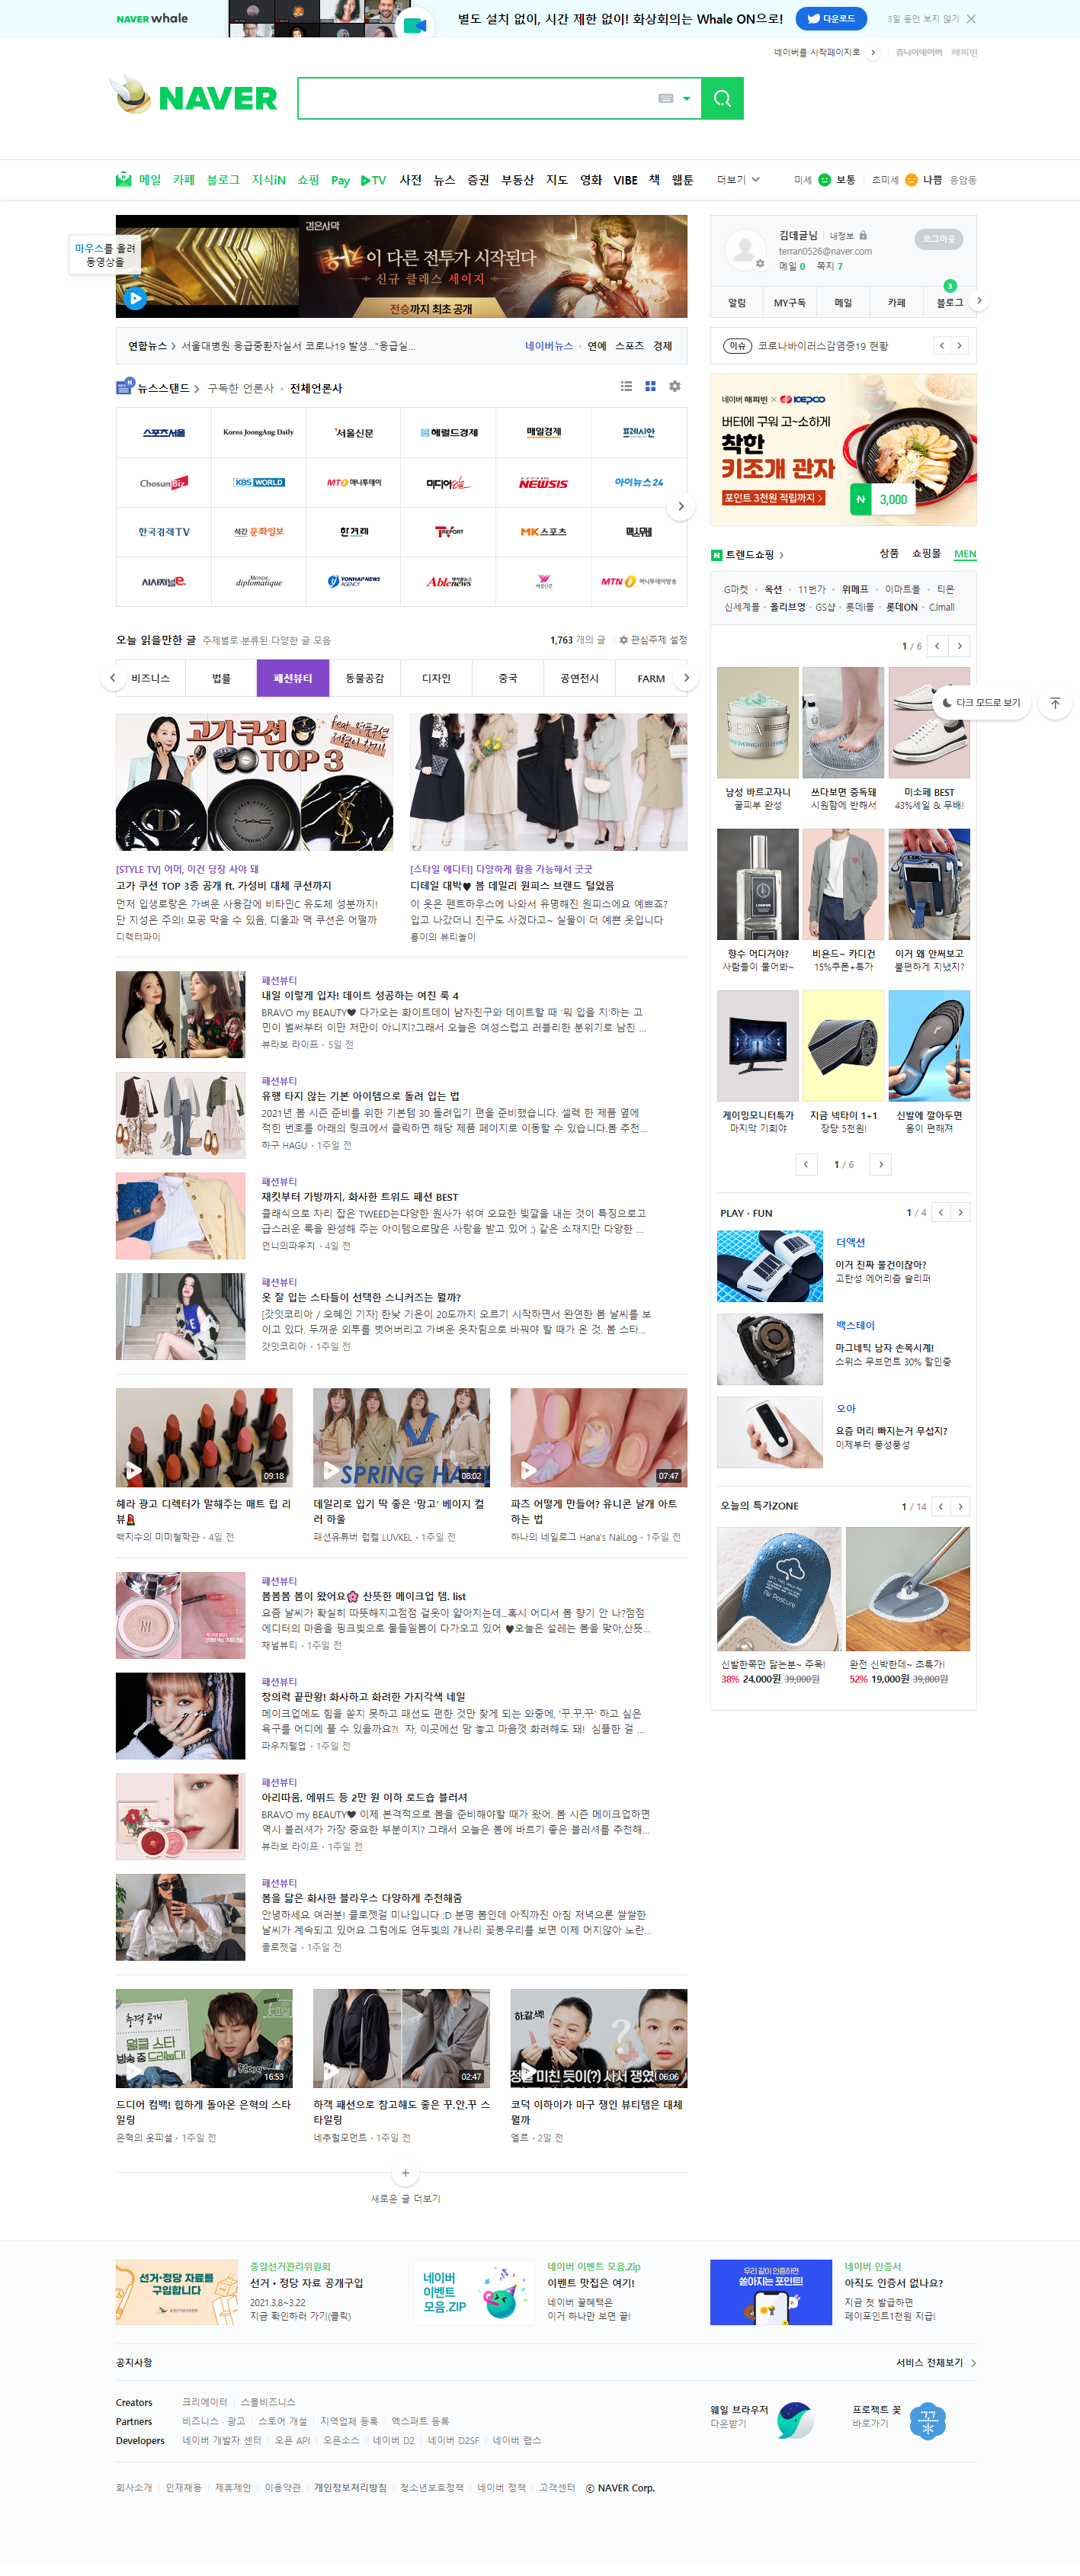 NAVER whale
별도 설치 없이, 시간 제한 없이! 화상회의는 Whale ON으로!
다운로드
3일 동안 보지 않기
네이버를 시작페이지로
쥬니어네이버 해피빈
NAVER
메일 카페 블로그 지식iN 쇼핑 Pay TV 사전 뉴스 증권 부동산 지도 영화 VIBE 책 웹툰 더보기
미세 보통 초미세 나쁨 응암동
마우스를 올려
동영상을
검은사막
이 다른 전투가 시작된다
신규 클래스 세이지
전승까지 최초 공개
김데글님 내정보
로그아웃
terran0526@naver.com
메일 0 쪽지 7
3
알림 MY구독 메일 카페 블로그
연합뉴스 서울대병원 응급중환자실서 코로나19 발생..."응급실...
네이버뉴스 연예 스포츠 경제
이슈 코로나바이러스감염증19 현황
뉴스스탠드 구독한 언론사 전체언론사
스포츠서울 Korea JoongAng Daily 서울신문 헤럴드경제 매일경제 프레시안
ChosunBiz KBS WORLD MTO 머니투데이 미디어 NEWSIS 아이뉴스24
한국경제TV 석간 문화일보 한겨레 TVREPORT MK스포츠 맥스무비
시사저널e. MONDE diplomatique YONHAP NEWS AGENCY Ablenews 여성신문 MTN 머니투데이방송
네이버 해피빈 × KEPCO
버터에 구워 고~소하게
착한
키조개 관자
포인트 3천원 적립까지
3,000
트렌드쇼핑
상품 쇼핑몰 MEN
G마켓 옥션 11번가 위메프 이마트몰 티몬
신세계몰 올리브영 GS샵 롯데i몰 롯데ON CJmall
1 / 6
남성 바르고자니
꿀피부 완성
쓰다보면 중독돼
시원함에 반해서
미소페 BEST
43%세일 & 무배!
다크 모드로 보기
향수 어디거야?
사람들이 물어봐~
비욘드~ 카디건
15%쿠폰+특가
이거 왜 안써보고
불편하게 지냈지?
게이밍모니터특가
마지막 기회야
지금 넥타이 1+1
장당 5천원!
신발에 깔아두면
몸이 편해져
1 / 6
PLAY · FUN
1 / 4
더액션
이거 진짜 물건이잖아?
고탄성 에어리즘 슬리퍼
백스테이
마그네틱 남자 손목시계!
스위스 무브먼트 30% 할인중
오아
요즘 머리 빠지는거 무섭지?
이제부터 풍성풍성
오늘의 특가ZONE
1 / 14
Air Posture
신발한쪽만 닳는분~ 주목!
38% 24,000원 39,000원
완전 신박한데~ 초특가!
52% 19,000원 39,800원
오늘 읽을만한 글 주제별로 분류된 다양한 글 모음
1,763 개의 글 관심주제 설정
비즈니스 법률 패션뷰티 동물공감 디자인 중국 공연전시 FARM
고가쿠션
TOP 3
[STYLE TV] 어머, 이건 당장 사야 돼
고가 쿠션 TOP 3종 공개 ft. 가성비 대체 쿠션까지
먼저 입생로랑은 가벼운 사용감에 비타민C 유도체 성분까지!
단 지성은 주의! 모공 막을 수 있음, 디올과 맥 쿠션은 어떨까
디렉터파이
[스타일 에디터] 다양하게 활용 가능해서 굿굿
디테일 대박♥ 봄 데일리 원피스 브랜드 털었음
이 옷은 펜트하우스에 나와서 유명해진 원피스에요 예쁘죠?
입고 나갔더니 친구도 사겠다고~ 실물이 더 예쁜 옷입니다
룡이의 뷰티놀이
패션뷰티
내일 이렇게 입자! 데이트 성공하는 여친 룩 4
BRAVO my BEAUTY♥ 다가오는 화이트데이 남자친구와 데이트할 때 '뭐 입을 지'하는 고
민이 벌써부터 이만 저만이 아니지?그래서 오늘은 여성스럽고 러블리한 분위기로 남친 ...
뷰라보 라이프 · 5일 전
패션뷰티
유행 타지 않는 기본 아이템으로 돌려 입는 법
2021년 봄 시즌 준비를 위한 기본템 30 돌려입기 편을 준비했습니다. 셀렉 한 제품 옆에
적힌 번호를 아래의 링크에서 클릭하면 해당 제품 페이지로 이동할 수 있습니다.봄 추천...
하구 HAGU · 1주일 전
패션뷰티
재킷부터 가방까지, 화사한 트위드 패션 BEST
클래식으로 자리 잡은 TWEED는다양한 원사가 섞여 오묘한 빛깔을 내는 것이 특징으로고
급스러운 룩을 완성해 주는 아이템으로많은 사랑을 받고 있어 :) 같은 소재지만 다양한 ...
언니의파우치 · 4일 전
패션뷰티
옷 잘 입는 스타들이 선택한 스니커즈는 뭘까?
[갓잇코리아 / 오혜인 기자] 한낮 기온이 20도까지 오르기 시작하면서 완연한 봄 날씨를 보
이고 있다. 두꺼운 외투를 벗어버리고 가벼운 옷차림으로 바꿔야 할 때가 온 것. 봄 스타...
갓잇코리아 · 1주일 전
09:18
SPRING HAUL
08:02
07:47
헤라 광고 디렉터가 말해주는 매트 립 리
뷰💄
백지수의 미미철학관 · 4일 전
데일리로 입기 딱 좋은 '망고' 베이지 컬
러 하울
패션유튜버 럽켈 LUVKEL · 1주일 전
파츠 어떻게 만들어? 유니콘 날개 아트
하는 법
하나의 네일로그 Hana's NaiLog · 1주일 전
패션뷰티
봄봄봄 봄이 왔어요🌸 산뜻한 메이크업 템. list
요즘 날씨가 확실히 따뜻해지고점점 겉옷이 얇아지는데...혹시 어디서 봄 향기 안 나?점점
에디터의 마음을 핑크빛으로 물들일봄이 다가오고 있어 ♥오늘은 설레는 봄을 맞아,산뜻...
채널뷰티 · 1주일 전
패션뷰티
창의력 끝판왕! 화사하고 화려한 가지각색 네일
메이크업에도 힘을 쏟지 못하고 패션도 편한 것만 찾게 되는 와중에, '꾸.꾸.꾸' 하고 싶은
욕구를 어디에 풀 수 있을까요?! 자, 이곳에선 맘 놓고 마음껏 화려해도 돼! 심플한 걸 ...
파우치털업 · 1주일 전
패션뷰티
아리따움, 에뛰드 등 2만 원 이하 로드숍 블러셔
BRAVO my BEAUTY♥ 이제 본격적으로 봄을 준비해야할 때가 왔어. 봄 시즌 메이크업하면
역시 블러셔가 가장 중요한 부분이지? 그래서 오늘은 봄에 바르기 좋은 블러셔를 추천해...
뷰라보 라이프 · 1주일 전
패션뷰티
봄을 닮은 화사한 블라우스 다양하게 추천해줌
안녕하세요 여러분! 클로젯걸 미나입니다 :D 분명 봄인데 아직까진 아침 저녁으론 쌀쌀한
날씨가 계속되고 있어요 그럼에도 연두빛의 개나리 꽃봉우리를 보면 이제 머지않아 노란...
클로젯걸 · 1주일 전
충격 공개
월클 스타
방송 중 드랜빼대
16:53
02:47
하.같.색!
정말 미친 듯이(?) 사서 쟁였
06:06
드디어 컴백! 힙하게 돌아온 은혁의 스타
일링
은혁의 옷피셜 · 1주일 전
하객 패션으로 참고해도 좋은 꾸.안.꾸 스
타일링
네추럴모먼트 · 1주일 전
코덕 이하이가 마구 쟁인 뷰티템은 대체
뭘까
엘르 · 2일 전
새로운 글 더보기
선거·정당 자료를
구입합니다
중앙선거관리위원회
선거 · 정당 자료 공개구입
2021.3.8~3.22
지금 확인하러 가기(클릭)
네이버
이벤트
모음.ZIP
네이버 이벤트 모음.Zip
이벤트 맛집은 여기!
네이버 꿀혜택은
이거 하나만 보면 끝!
우리 같이 인증하면
쏟아지는 포인트!
네이버 인증서
아직도 인증서 없나요?
지금 첫 발급하면
페이포인트1천원 지급!
공지사항
서비스 전체보기
Creators 크리에이터 스몰비즈니스
Partners 비즈니스 · 광고 스토어 개설 지역업체 등록 엑스퍼트 등록
Developers 네이버 개발자 센터 오픈 API 오픈소스 네이버 D2 네이버 D2SF 네이버 랩스
웨일 브라우저
다운받기
프로젝트 꽃
바로가기
회사소개 인재채용 제휴제안 이용약관 개인정보처리방침 청소년보호정책 네이버 정책 고객센터 © NAVER Corp.